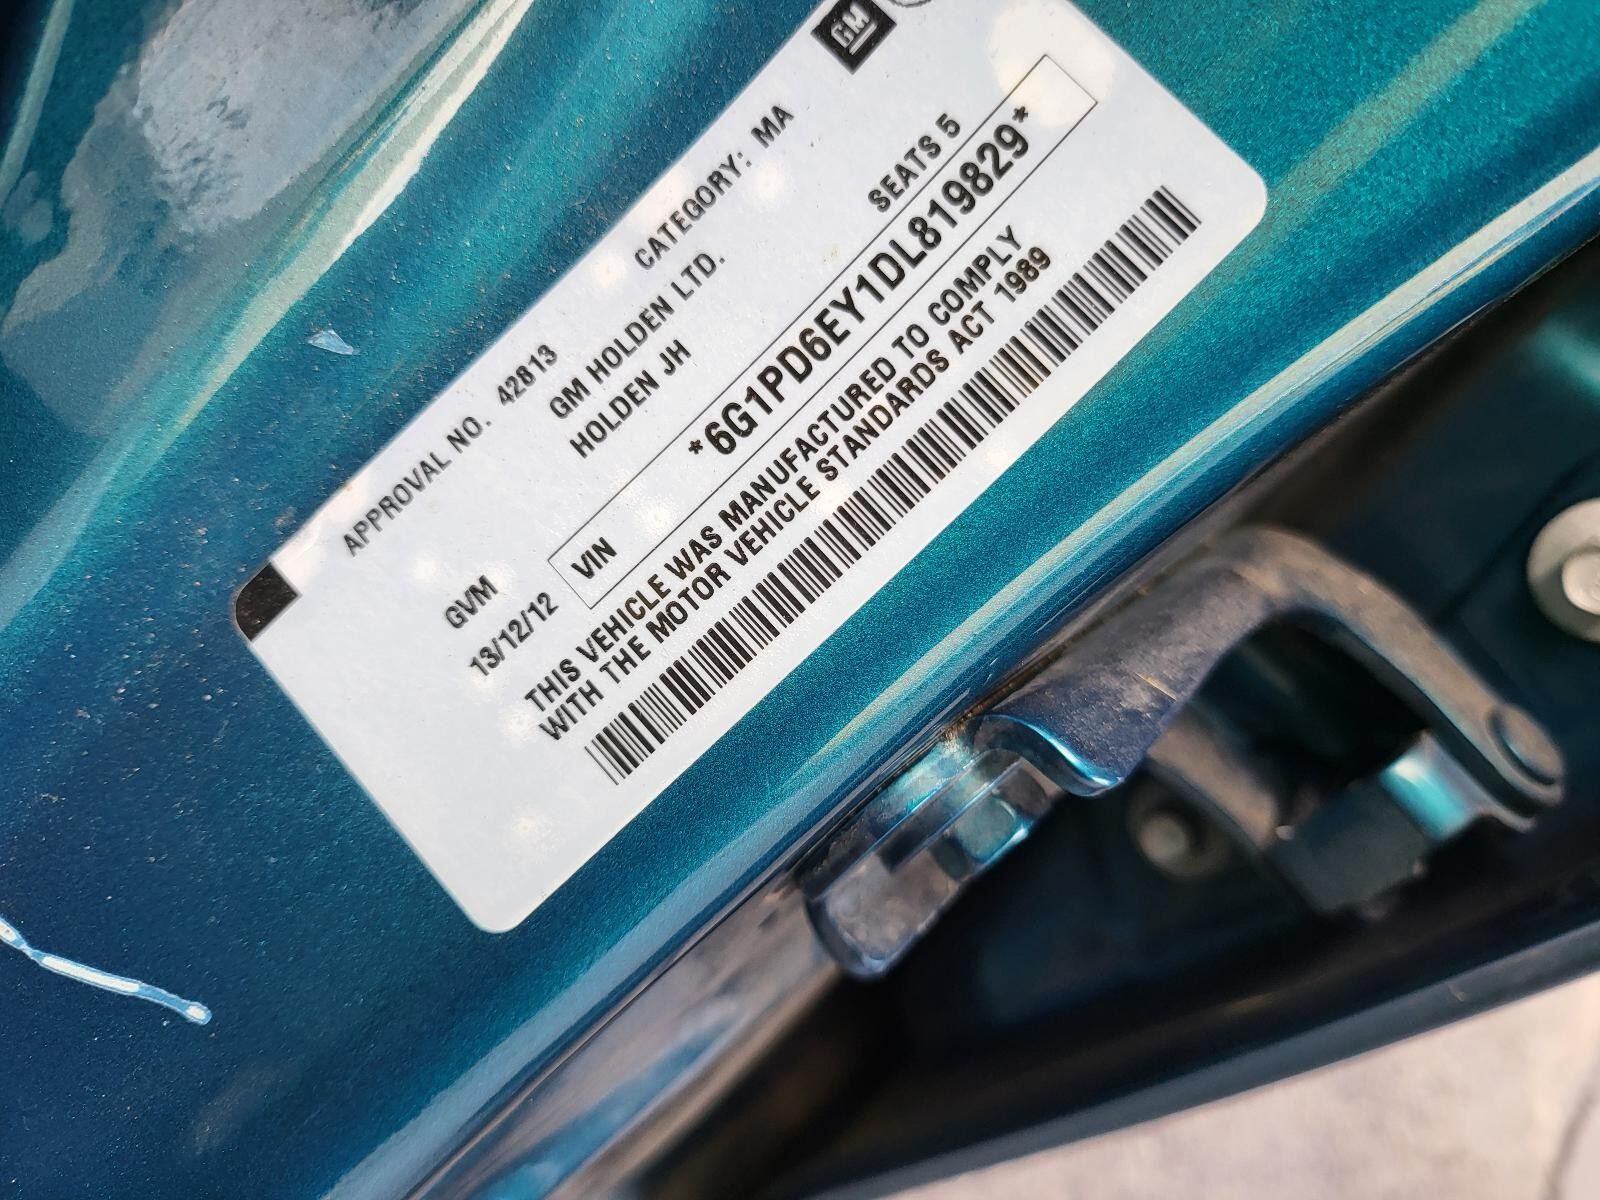 GM
APPROVAL NO. 42813 CATEGORY: MA
GM HOLDEN LTD.
HOLDEN JH
GVM SEATS 5
13/12/12
VIN *6G1PD6EY1DL819829*
THIS VEHICLE WAS MANUFACTURED TO COMPLY
WITH THE MOTOR VEHICLE STANDARDS ACT 1989